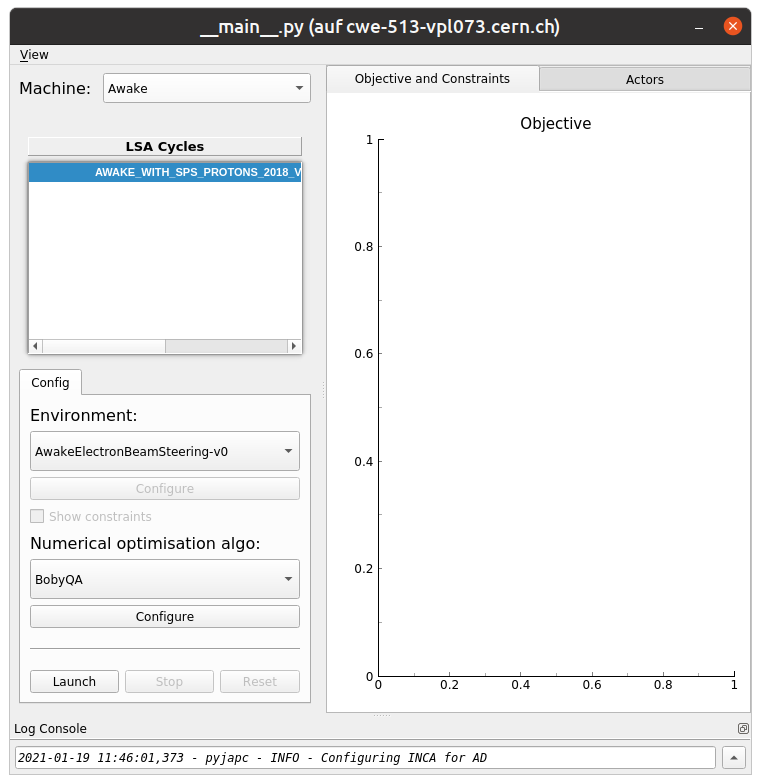 __main__.py (auf cwe-513-vpl073.cern.ch)
View
Machine: Awake
LSA Cycles
AWAKE_WITH_SPS_PROTONS_2018_V
Config
Environment:
AwakeElectronBeamSteering-v0
Configure
Show constraints
Numerical optimisation algo:
BobyQA
Configure
Launch Stop Reset
Objective and Constraints Actors
Objective
1
0.8
0.6
0.4
0.2
0
0 0.2 0.4 0.6 0.8 1
Log Console
2021-01-19 11:46:01,373 - pyjapc - INFO - Configuring INCA for AD